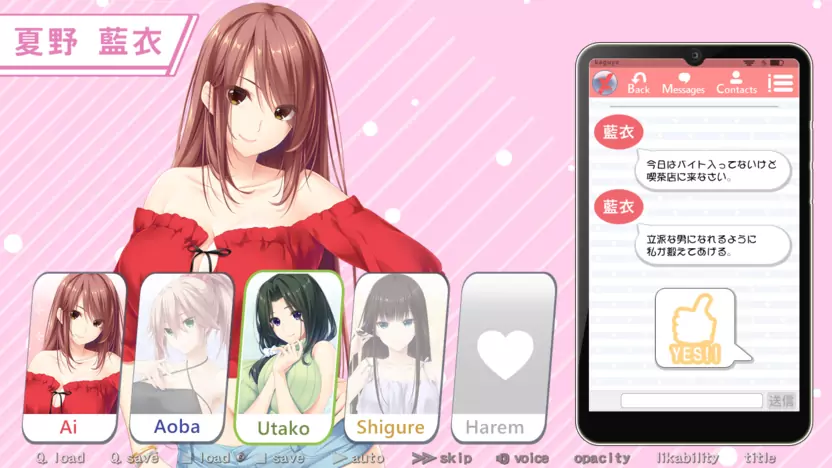 夏野 藍衣
kaguya
Back
Messages
Contacts
藍衣
今日はバイト入ってないけど
喫茶店に来なさい。
藍衣
立派な男になれるように
私が鍛えてあげる。
YES!!
送信
Ai
Aoba
Utako
Shigure
Harem
Q.load
Q.save
load
save
auto
skip
voice
opacity
likability
title